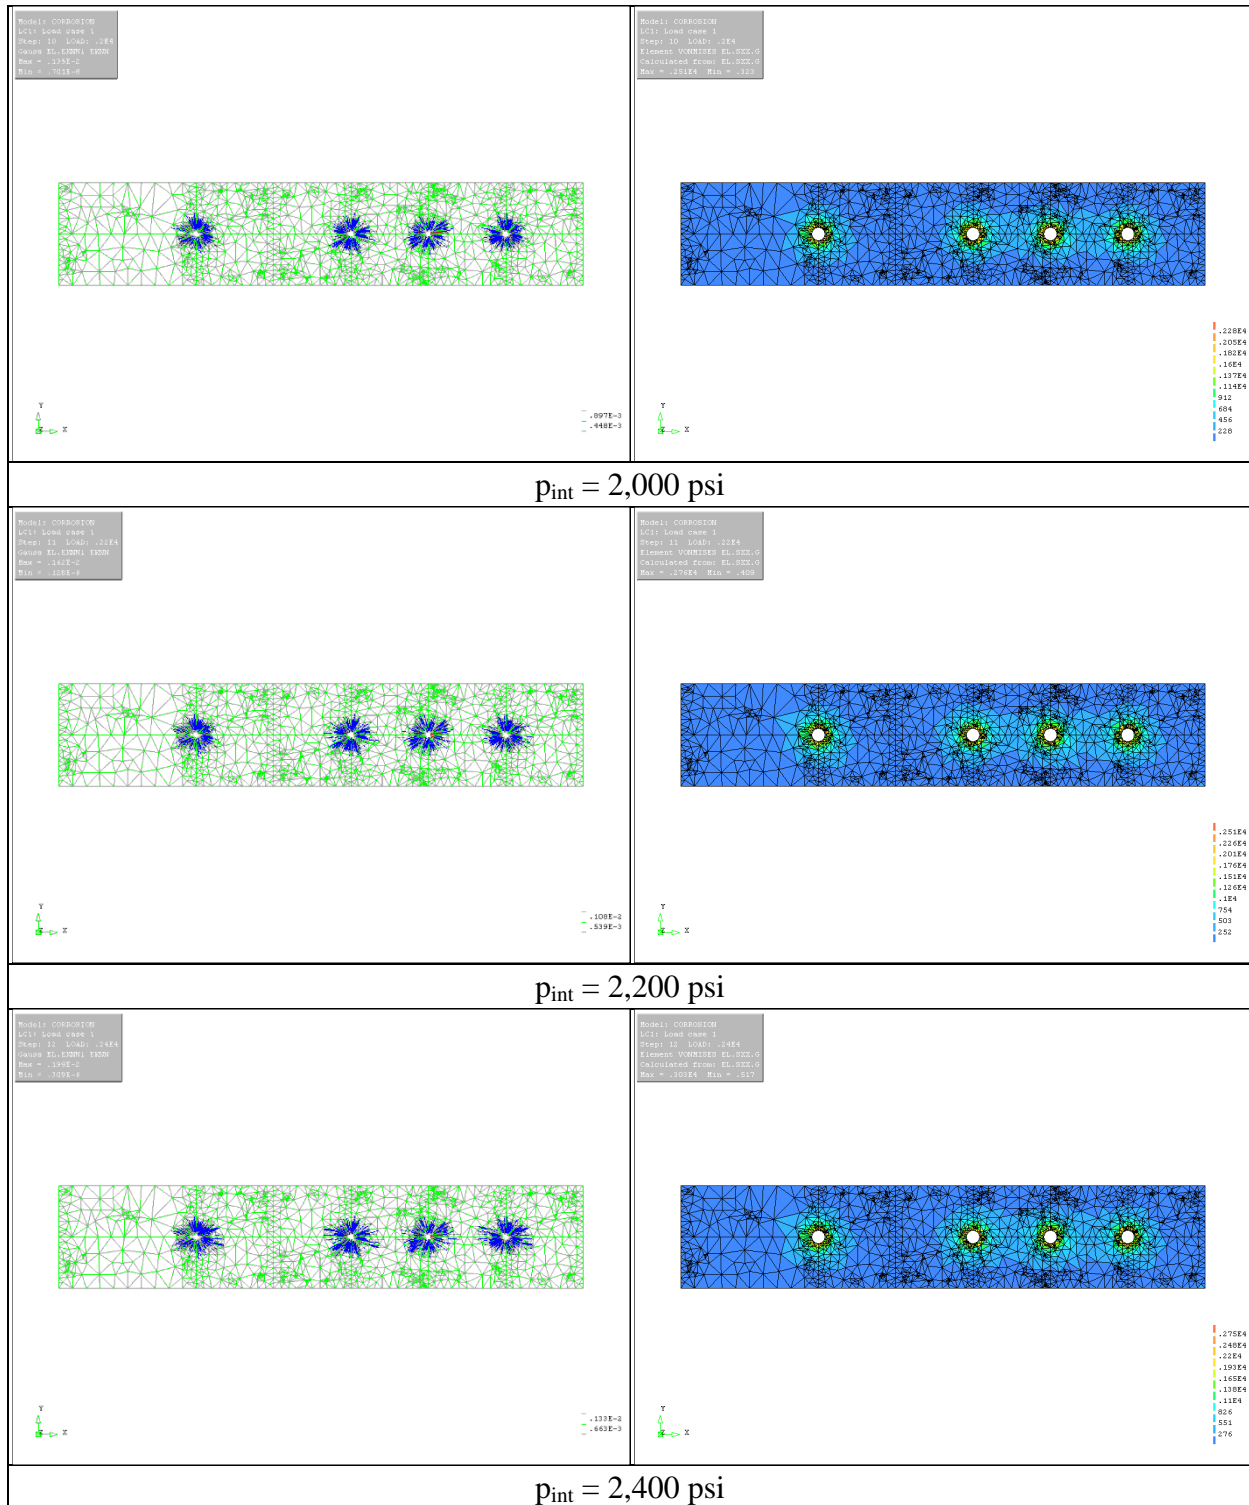 Model: CORROSION
LC1: Load case 1
Step: 10 LOAD: .2E4
Gauss EL.EKNN1 EKNN
Max = .139E-2
Y
X
.897E-3
.448E-3
Model: CORROSION
LC1: Load case 1
Step: 10 LOAD: .2E4
Element VONMISES EL.SXX.G
Calculated from: EL.SXX.G
Max = .251E4 Min = .323
.228E4
.205E4
.182E4
.16E4
.137E4
.114E4
912
684
456
228
Y
X
p int = 2,000 psi
Model: CORROSION
LC1: Load case 1
Step: 11 LOAD: .22E4
Gauss EL.EKNN1 EKNN
Max = .162E-2
Y
X
.108E-2
.539E-3
Model: CORROSION
LC1: Load case 1
Step: 11 LOAD: .22E4
Element VONMISES EL.SXX.G
Calculated from: EL.SXX.G
Max = .276E4 Min = .409
.251E4
.226E4
.201E4
.176E4
.151E4
.126E4
.1E4
754
503
252
Y
X
p int = 2,200 psi
Model: CORROSION
LC1: Load case 1
Step: 12 LOAD: .24E4
Gauss EL.EKNN1 EKNN
Max = .199E-2
Y
X
.133E-2
.663E-3
Model: CORROSION
LC1: Load case 1
Step: 12 LOAD: .24E4
Element VONMISES EL.SXX.G
Calculated from: EL.SXX.G
Max = .303E4 Min = .517
.275E4
.248E4
.22E4
.193E4
.165E4
.138E4
.11E4
826
551
276
Y
X
p int = 2,400 psi